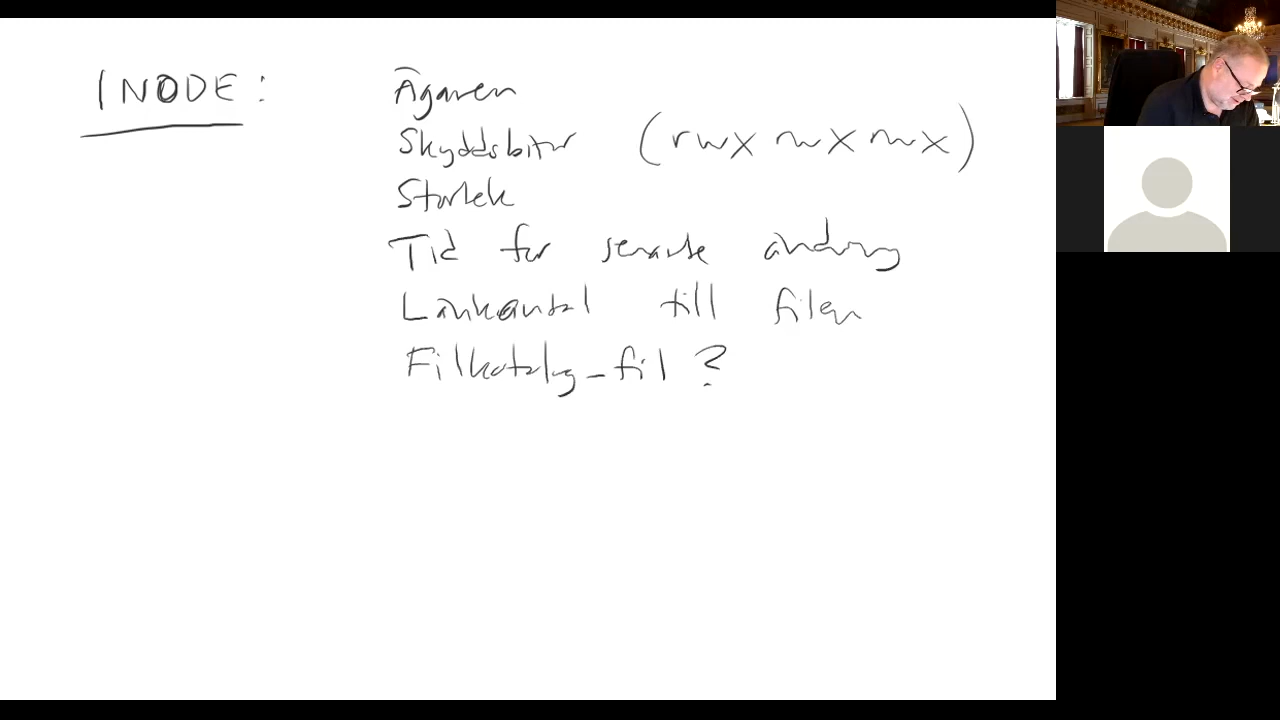 INODE:
Ägaren
Skyddsbitar (rwx rwx rwx)
Storlek
Tid för senaste ändring
Länkantal till filen
Filkatalog-fil ?